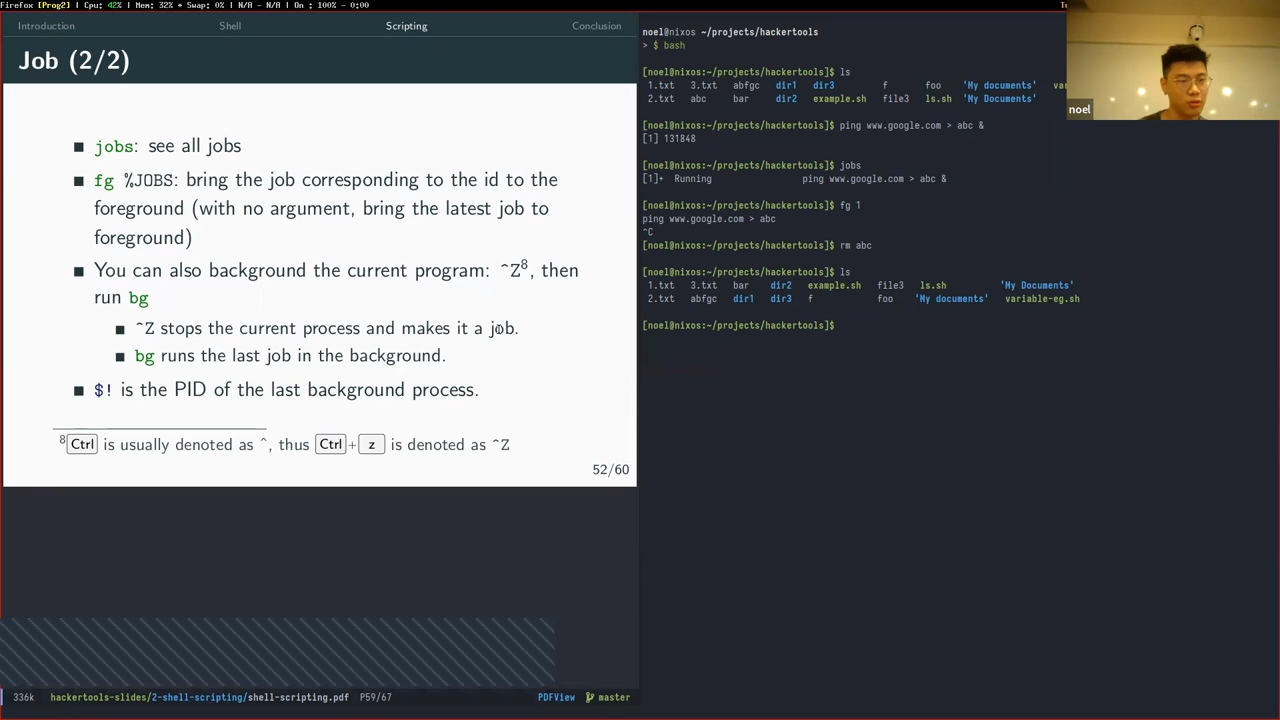 Firefox [Prog2] | Cpu: 42% | Mem: 32% * Swap: 0% | N/A - N/A | On : 100% - 0:00
Introduction Shell Scripting Conclusion
Job (2/2)
■ jobs: see all jobs
■ fg %JOBS: bring the job corresponding to the id to the
foreground (with no argument, bring the latest job to
foreground)
■ You can also background the current program: ^Z8, then
run bg
■ ^Z stops the current process and makes it a job.
■ bg runs the last job in the background.
■ $! is the PID of the last background process.
8 Ctrl is usually denoted as ^, thus Ctrl + z is denoted as ^Z
52/60
336k hackertools-slides/2-shell-scripting/shell-scripting.pdf P59/67 PDFView master
noel@nixos ~/projects/hackertools
> $ bash
[noel@nixos:~/projects/hackertools]$ ls
1.txt 3.txt abfgc dir1 dir3 f foo 'My documents'
2.txt abc bar dir2 example.sh file3 ls.sh 'My Documents'
[noel@nixos:~/projects/hackertools]$ ping www.google.com > abc &
[1] 131848
[noel@nixos:~/projects/hackertools]$ jobs
[1]+ Running ping www.google.com > abc &
[noel@nixos:~/projects/hackertools]$ fg 1
ping www.google.com > abc
^C
[noel@nixos:~/projects/hackertools]$ rm abc
[noel@nixos:~/projects/hackertools]$ ls
1.txt 3.txt bar dir2 example.sh file3 ls.sh 'My Documents'
2.txt abfgc dir1 dir3 f foo 'My documents' variable-eg.sh
[noel@nixos:~/projects/hackertools]$
noel